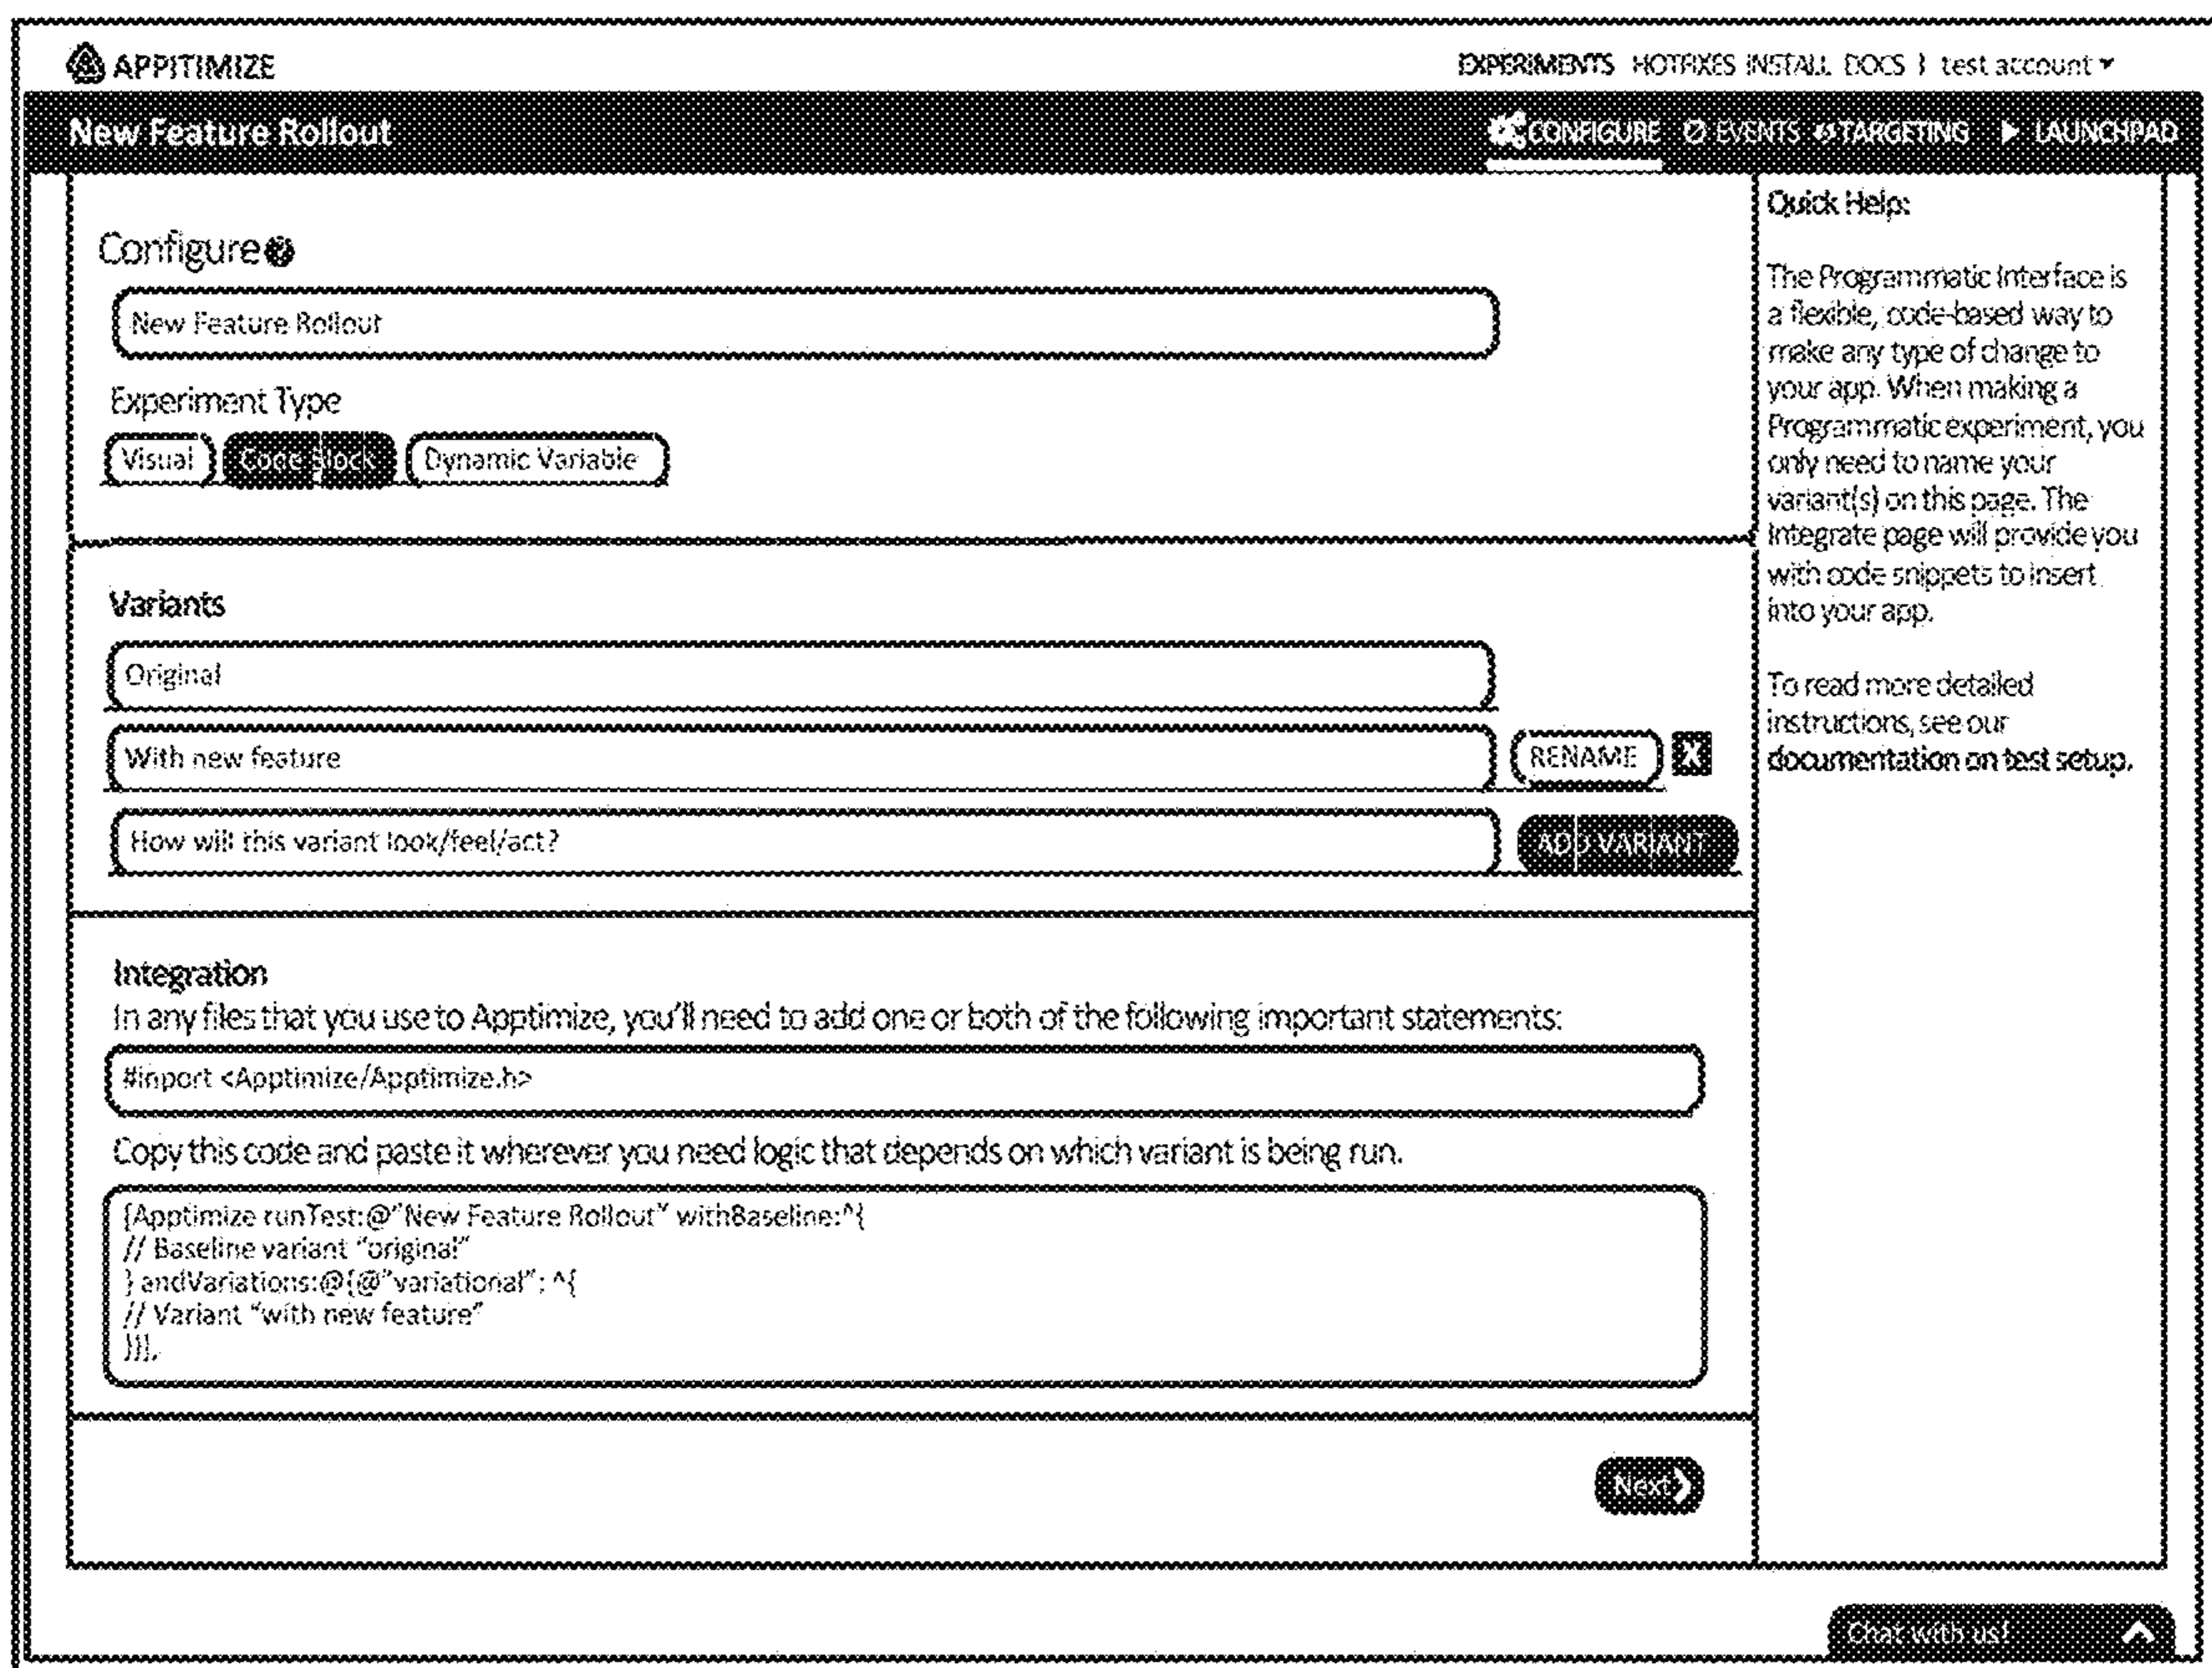 APPITIMIZE
EXPERIMENTS HOTFIXES INSTALL DOCS | test account
New Feature Rollout
CONFIGURE EVENTS TARGETING LAUNCHPAD
Configure ?
New Feature Rollout
Experiment Type
Visual Code Block Dynamic Variable
Variants
Original
With new feature
RENAME X
How will this variant look/feel/act?
ADD VARIANT
Integration
In any files that you use to Apptimize, you'll need to add one or both of the following important statements:
#inport <Apptimize/Apptimize.h>
Copy this code and paste it wherever you need logic that depends on which variant is being run.
[Apptimize runTest:@"New Feature Rollout" withBaseline:^{
// Baseline variant "original"
} andVariations:@{@"variational": ^{
// Variant "with new feature"
}}];
Next
Quick Help:
The Programmatic Interface is
a flexible, code-based way to
make any type of change to
your app. When making a
Programmatic experiment, you
only need to name your
variant(s) on this page. The
Integrate page will provide you
with code snippets to insert
into your app.
To read more detailed
instructions, see our
documentation on test setup.
Chat with us!